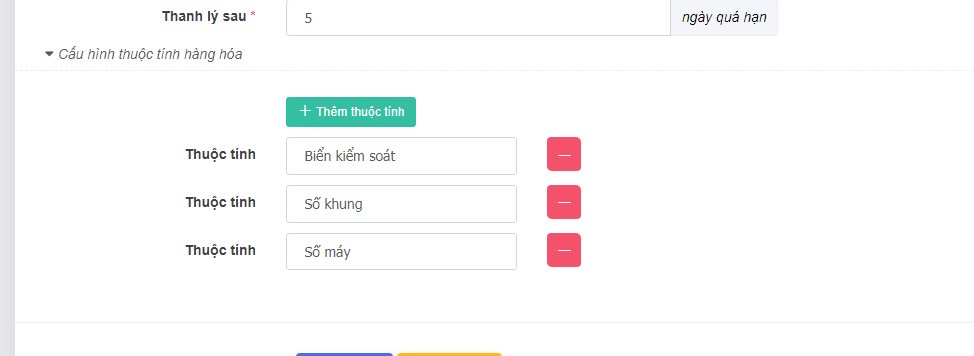 Thanh lý sau * 5 ngày quá hạn
Cấu hình thuộc tính hàng hóa
+ Thêm thuộc tính
Thuộc tính Biển kiểm soát
Thuộc tính Số khung
Thuộc tính Số máy